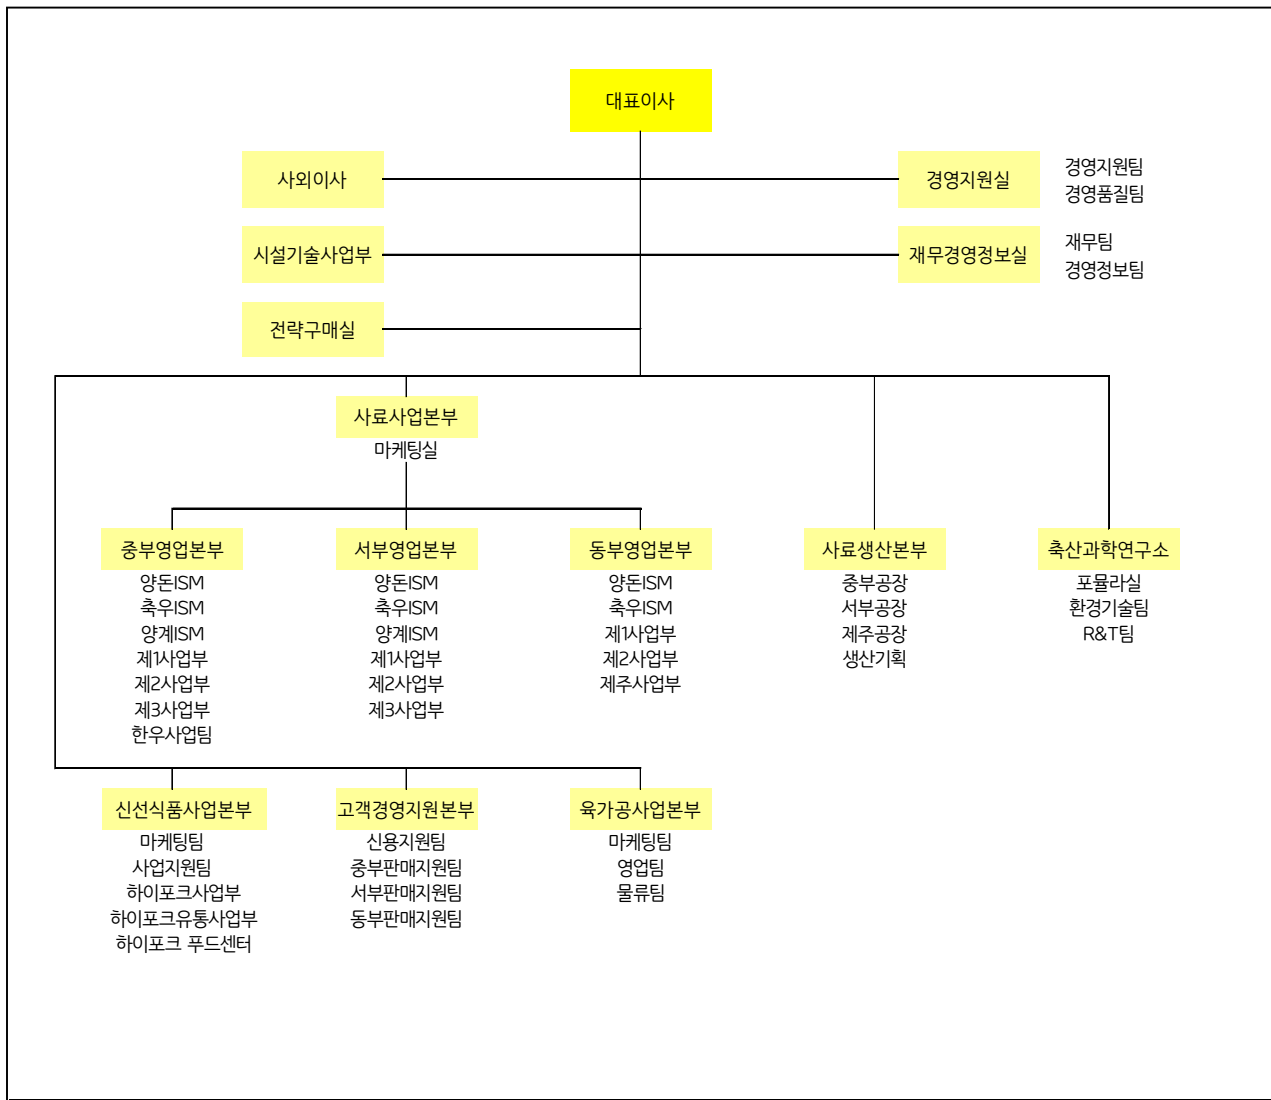 대표이사
사외이사
경영지원실
경영지원팀
경영품질팀
시설기술사업부
재무경영정보실
재무팀
경영정보팀
전략구매실
사료사업본부
마케팅실
중부영업본부
양돈ISM
축우ISM
양계ISM
제1사업부
제2사업부
제3사업부
한우사업팀
서부영업본부
양돈ISM
축우ISM
양계ISM
제1사업부
제2사업부
제3사업부
동부영업본부
양돈ISM
축우ISM
제1사업부
제2사업부
제주사업부
사료생산본부
중부공장
서부공장
제주공장
생산기획
축산과학연구소
포뮬라실
환경기술팀
R&T팀
신선식품사업본부
마케팅팀
사업지원팀
하이포크사업부
하이포크유통사업부
하이포크 푸드센터
고객경영지원본부
신용지원팀
중부판매지원팀
서부판매지원팀
동부판매지원팀
육가공사업본부
마케팅팀
영업팀
물류팀